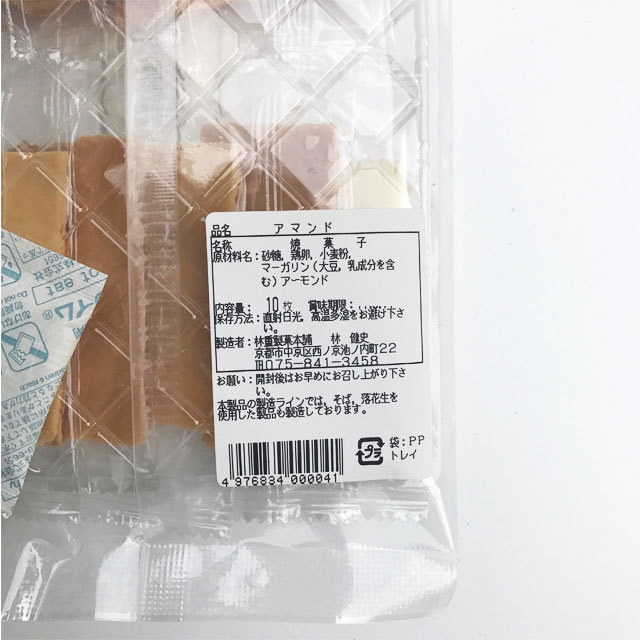 品名　アマンド
名称　焼菓子
原材料名：砂糖，鶏卵，小麦粉，
マーガリン（大豆，乳成分を含
む）アーモンド
内容量：　10枚　賞味期限：
保存方法：直射日光，高温多湿をお避け下さ
い。
製造者：林重製菓本舗　林　健史
京都市中京区西ノ京池ノ内町22
℡075-841-3458
お願い：開封後はお早めにお召し上がり下さ
い。
本製品の製造ラインでは，そば，落花生を
使用した製品も製造しております。
プラ
袋：PP
トレイ
4976834000041
ot eat
イム®